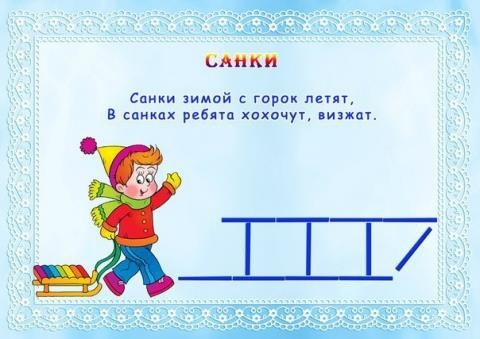 САНКИ
Санки зимой с горок летят,
В санках ребята хохочут, визжат.